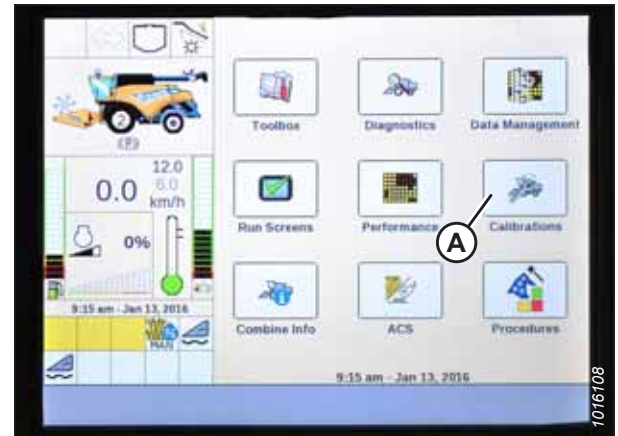 12.0
0.0
6.0
km/h
0%
9:15 am - Jan 13, 2016
MAN
Toolbox
Diagnostics
Data Management
Run Screens
Performance
Calibrations
A
Combine Info
ACS
Procedures
9:15 am - Jan 13, 2016
1016108